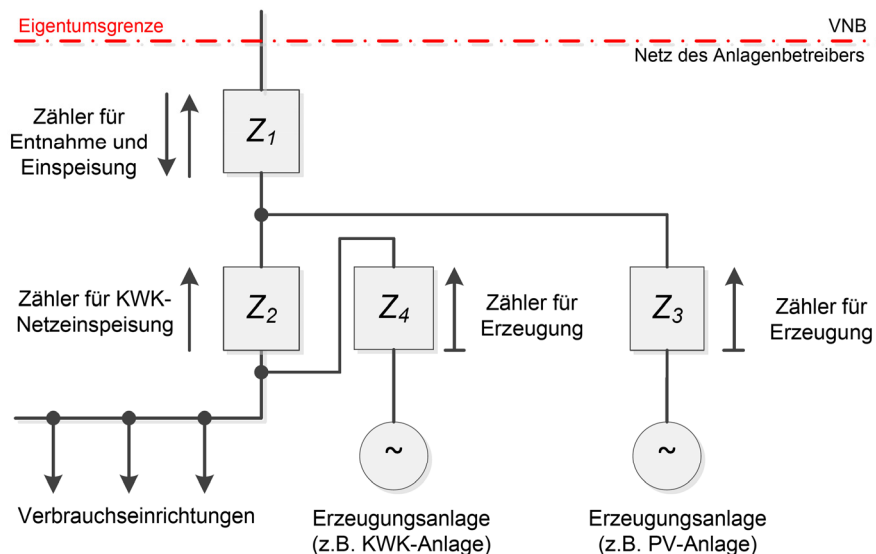 Eigentumsgrenze
VNB
Netz des Anlagenbetreibers
Zähler für
Entnahme und
Einspeisung
Z1
Zähler für KWK-
Netzeinspeisung
Z2
Z4
Zähler für
Erzeugung
Z3
Zähler für
Erzeugung
~
~
Verbrauchseinrichtungen
Erzeugungsanlage
(z.B. KWK-Anlage)
Erzeugungsanlage
(z.B. PV-Anlage)